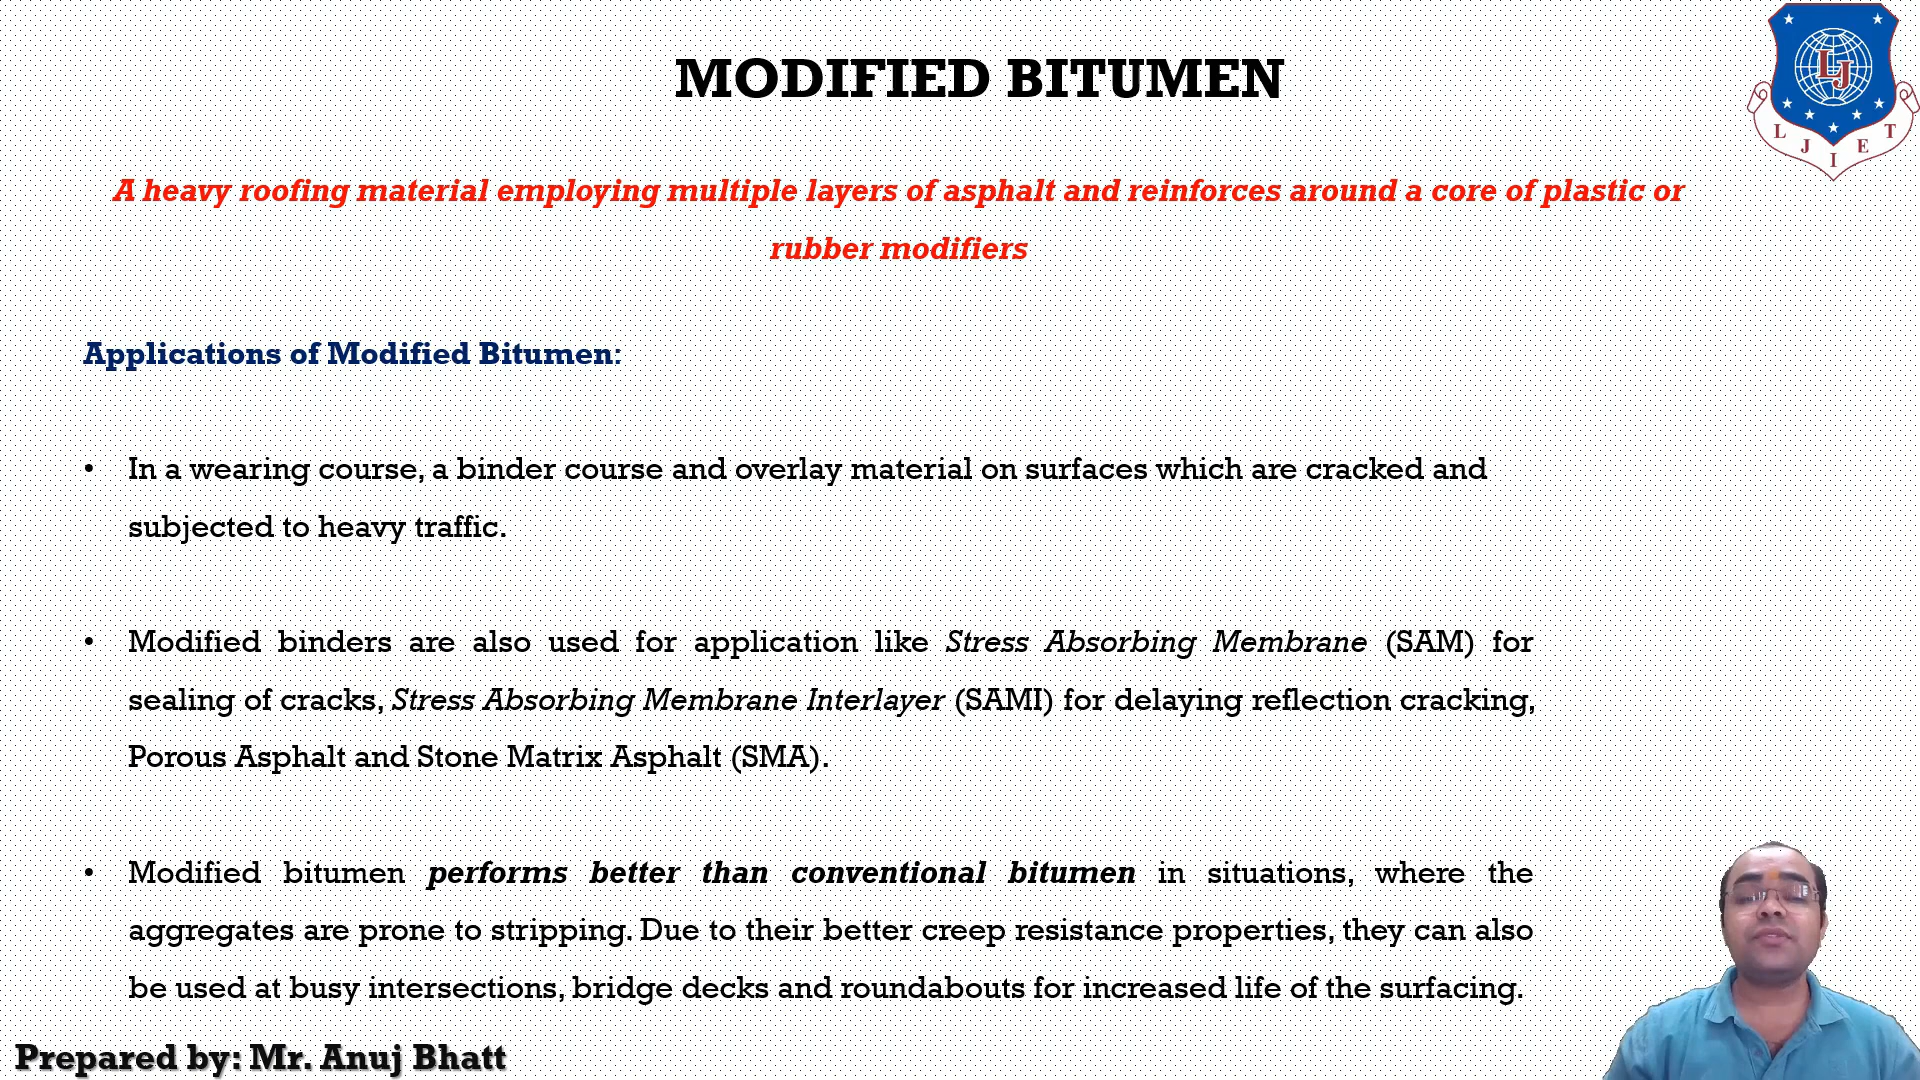 MODIFIED BITUMEN
LJ
L J I E T
A heavy roofing material employing multiple layers of asphalt and reinforces around a core of plastic or
rubber modifiers
Applications of Modified Bitumen:
• In a wearing course, a binder course and overlay material on surfaces which are cracked and
subjected to heavy traffic.
• Modified binders are also used for application like Stress Absorbing Membrane (SAM) for
sealing of cracks, Stress Absorbing Membrane Interlayer (SAMI) for delaying reflection cracking,
Porous Asphalt and Stone Matrix Asphalt (SMA).
• Modified bitumen performs better than conventional bitumen in situations, where the
aggregates are prone to stripping. Due to their better creep resistance properties, they can also
be used at busy intersections, bridge decks and roundabouts for increased life of the surfacing.
Prepared by: Mr. Anuj Bhatt